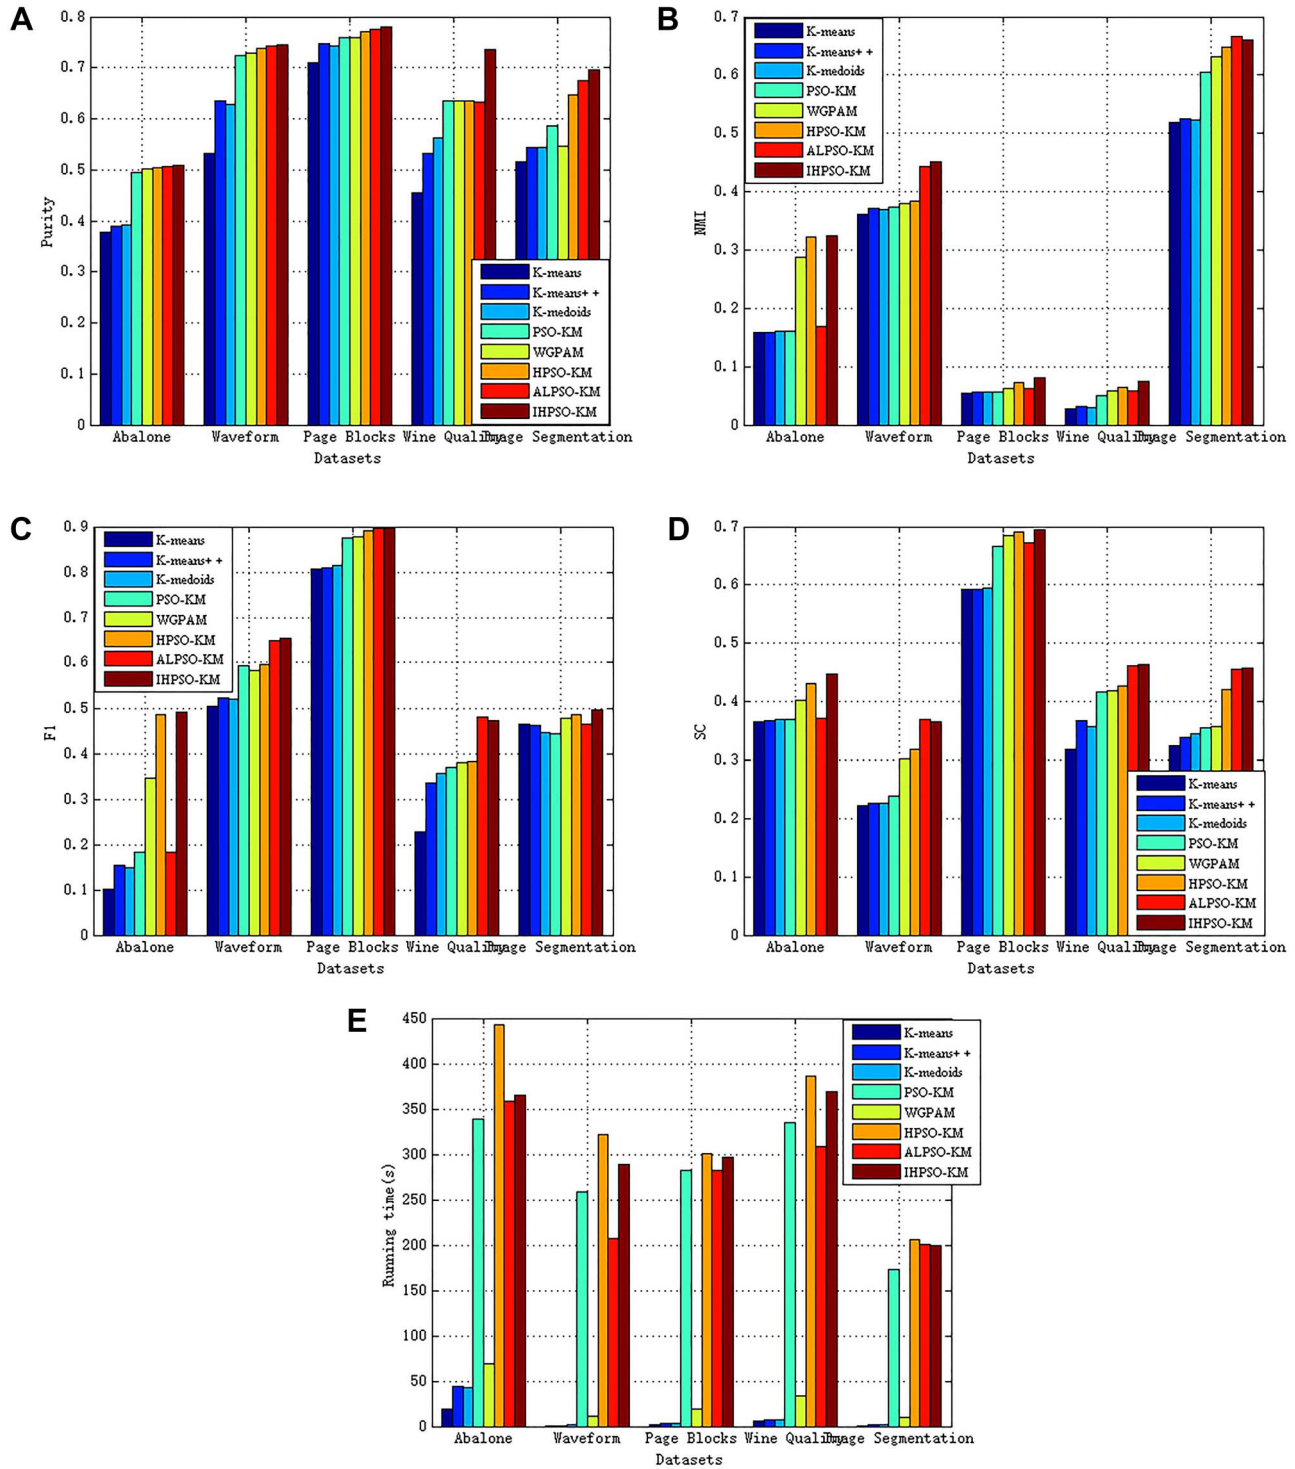 A
0.8
0.7
0.6
0.5
0.4
0.3
0.2
0.1
0
Purity
K-means
K-means++
K-medoids
PSO-KM
WGPAM
HPSO-KM
ALPSO-KM
IHPSO-KM
Abalone Waveform Page Blocks Wine Quality Segmentation
Datasets
B
0.7
0.6
0.5
0.4
0.3
0.2
0.1
0
NMI
K-means
K-means++
K-medoids
PSO-KM
WGPAM
HPSO-KM
ALPSO-KM
IHPSO-KM
Abalone Waveform Page Blocks Wine Quality Segmentation
Datasets
C
0.9
0.8
0.7
0.6
0.5
0.4
0.3
0.2
0.1
0
F1
K-means
K-means++
K-medoids
PSO-KM
WGPAM
HPSO-KM
ALPSO-KM
IHPSO-KM
Abalone Waveform Page Blocks Wine Quality Segmentation
Datasets
D
0.7
0.6
0.5
0.4
0.3
0.2
0.1
0
SC
K-means
K-means++
K-medoids
PSO-KM
WGPAM
HPSO-KM
ALPSO-KM
IHPSO-KM
Abalone Waveform Page Blocks Wine Quality Segmentation
Datasets
E
450
400
350
300
250
200
150
100
50
0
Running time(s)
K-means
K-means++
K-medoids
PSO-KM
WGPAM
HPSO-KM
ALPSO-KM
IHPSO-KM
Abalone Waveform Page Blocks Wine Quality Segmentation
Datasets